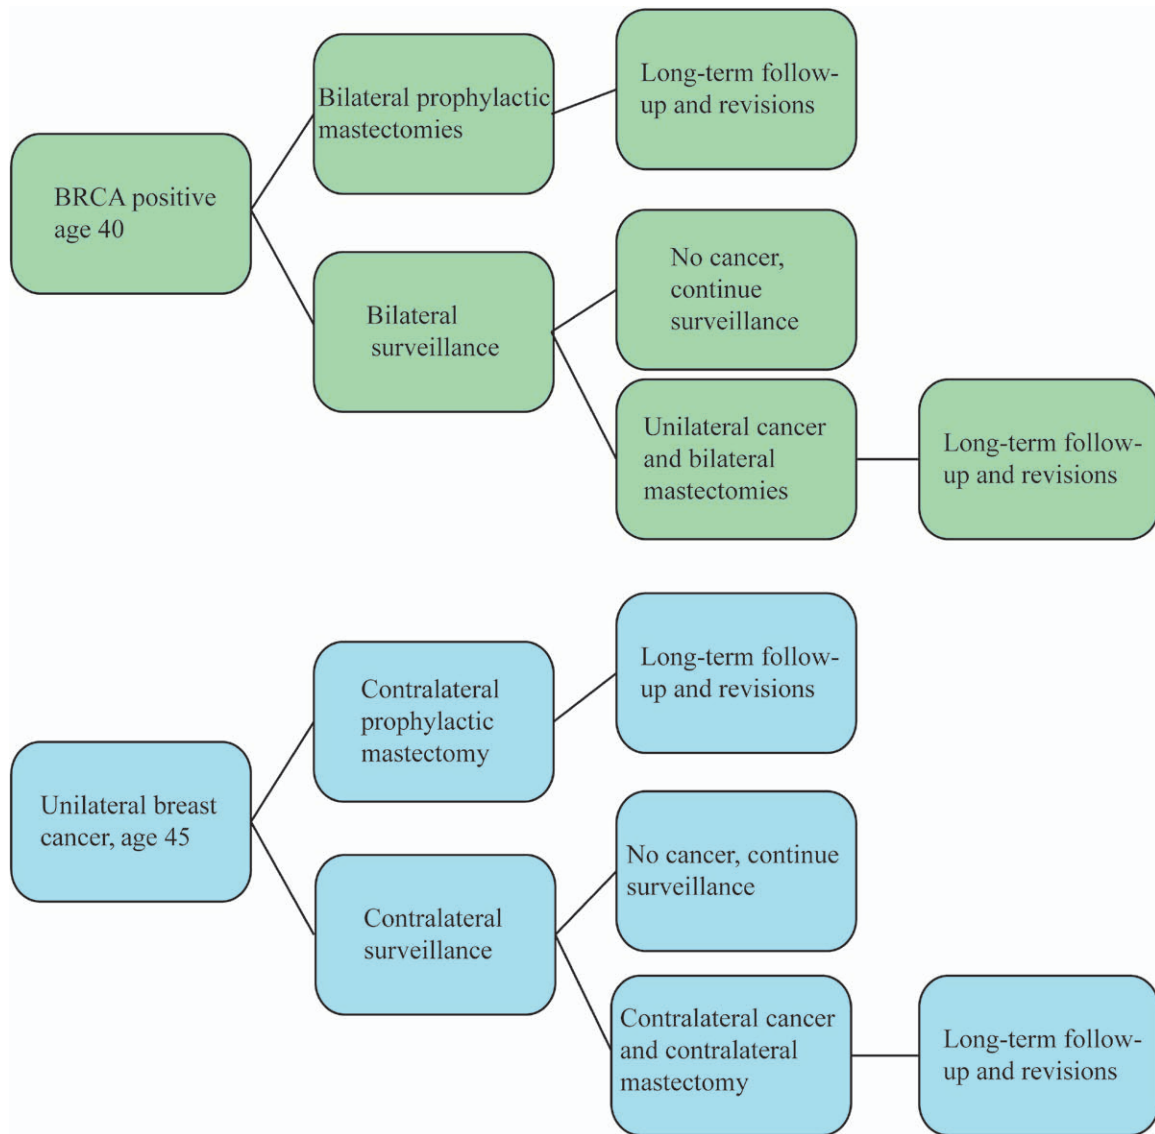 BRCA positive
age 40
Bilateral prophylactic
mastectomies
Long-term follow-
up and revisions
Bilateral
surveillance
No cancer,
continue
surveillance
Unilateral cancer
and bilateral
mastectomies
Long-term follow-
up and revisions
Unilateral breast
cancer, age 45
Contralateral
prophylactic
mastectomy
Long-term follow-
up and revisions
Contralateral
surveillance
No cancer, continue
surveillance
Contralateral cancer
and contralateral
mastectomy
Long-term follow-
up and revisions